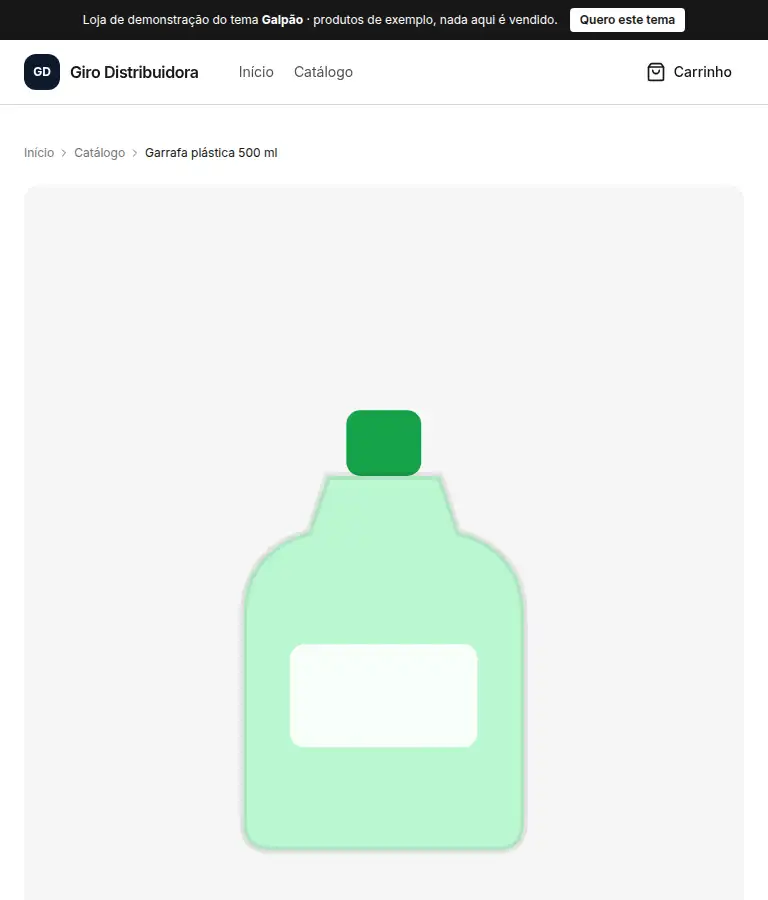 Loja de demonstração do tema Galpão · produtos de exemplo, nada aqui é vendido. Quero este tema
GD Giro Distribuidora Início Catálogo Carrinho
Início > Catálogo > Garrafa plástica 500 ml